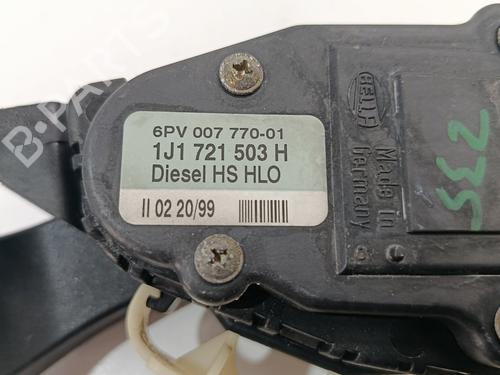 B-PARTS
6PV 007 770-01
1J1 721 503 H
Diesel HS HLO
II 02 20/99
HELLA
Made in
Germany
235